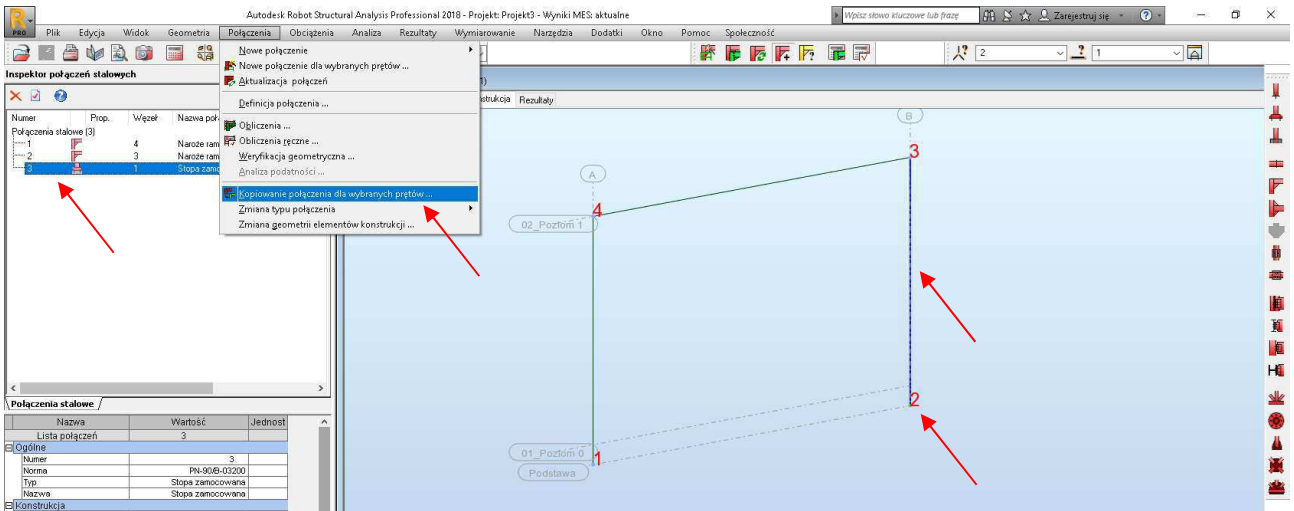 Autodesk Robot Structural Analysis Professional 2018 - Projekt: Projekt3 - Wyniki MES: aktualne
Wpisz słowo kluczowe lub frazę
Zarejestruj się
PRO
Plik Edycja Widok Geometria Połączenia Obciążenia Analiza Rezultaty Wymiarowanie Narzędzia Dodatki Okno Pomoc Społeczność
2 1
Inspektor połączeń stalowych
Numer Prop. Węzeł Nazwa poł
Połączenia stalowe (3)
1 4 Naroże ram
2 3 Naroże ram
3 1 Stopa zamo
Nowe połączenie
Nowe połączenie dla wybranych prętów ...
Aktualizacja połączeń
Definicja połączenia ...
Obliczenia ...
Obliczenia ręczne ...
Weryfikacja geometryczna ...
Analiza podatności ...
Kopiowanie połączenia dla wybranych prętów ...
Zmiana typu połączenia
Zmiana geometrii elementów konstrukcji ...
1)
strukcja Rezultaty
B
3
A
4
02_Poziom 1
2
01_Poziom 0
1
Podstawa
Połączenia stalowe
Nazwa Wartość Jednost
Lista połączeń 3
Ogólne
Numer 3
Norma PN-90/B-03200
Typ Stopa zamocowana
Nazwa Stopa zamocowana
Konstrukcja